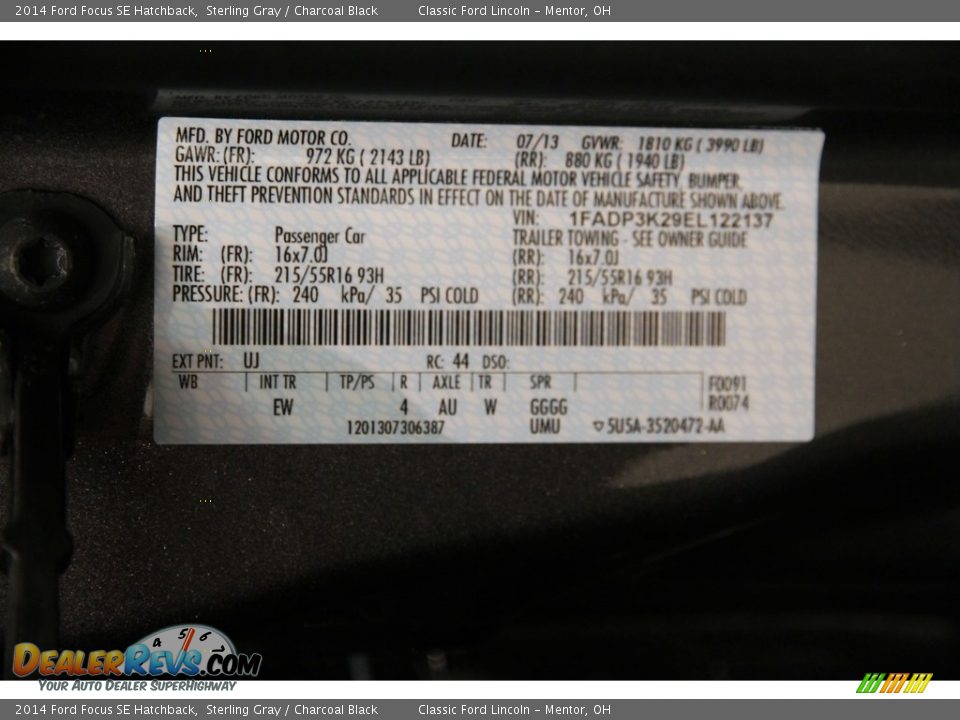 2014 Ford Focus SE Hatchback,  Sterling Gray / Charcoal Black  Classic Ford Lincoln – Mentor, OH
MFD. BY FORD MOTOR CO.  DATE:  07/13  GVWR:  1810 KG ( 3990 LB)
GAWR: (FR):  972 KG ( 2143 LB)  (RR):  880 KG ( 1940 LB)
THIS VEHICLE CONFORMS TO ALL APPLICABLE FEDERAL MOTOR VEHICLE SAFETY, BUMPER,
AND THEFT PREVENTION STANDARDS IN EFFECT ON THE DATE OF MANUFACTURE SHOWN ABOVE.
VIN:  1FADP3K29EL122137
TYPE:  Passenger Car  TRAILER TOWING - SEE OWNER GUIDE
RIM:  (FR):  16x7.0J  (RR):  16x7.0J
TIRE:  (FR):  215/55R16 93H  (RR):  215/55R16 93H
PRESSURE: (FR):  240  kPa/  35  PSI COLD  (RR):  240  kPa/  35  PSI COLD
EXT PNT:  UJ  RC:  44  DSO:
WB  INT TR  TP/PS  R  AXLE  TR  SPR  F0091
R0074
EW  4  AU  W  GGGG
1201307306387  UMU  ▽5U5A-3520472-AA
4 5 6
DEALERREVS.COM
YOUR AUTO DEALER SUPERHIGHWAY
2014 Ford Focus SE Hatchback,  Sterling Gray / Charcoal Black  Classic Ford Lincoln – Mentor, OH